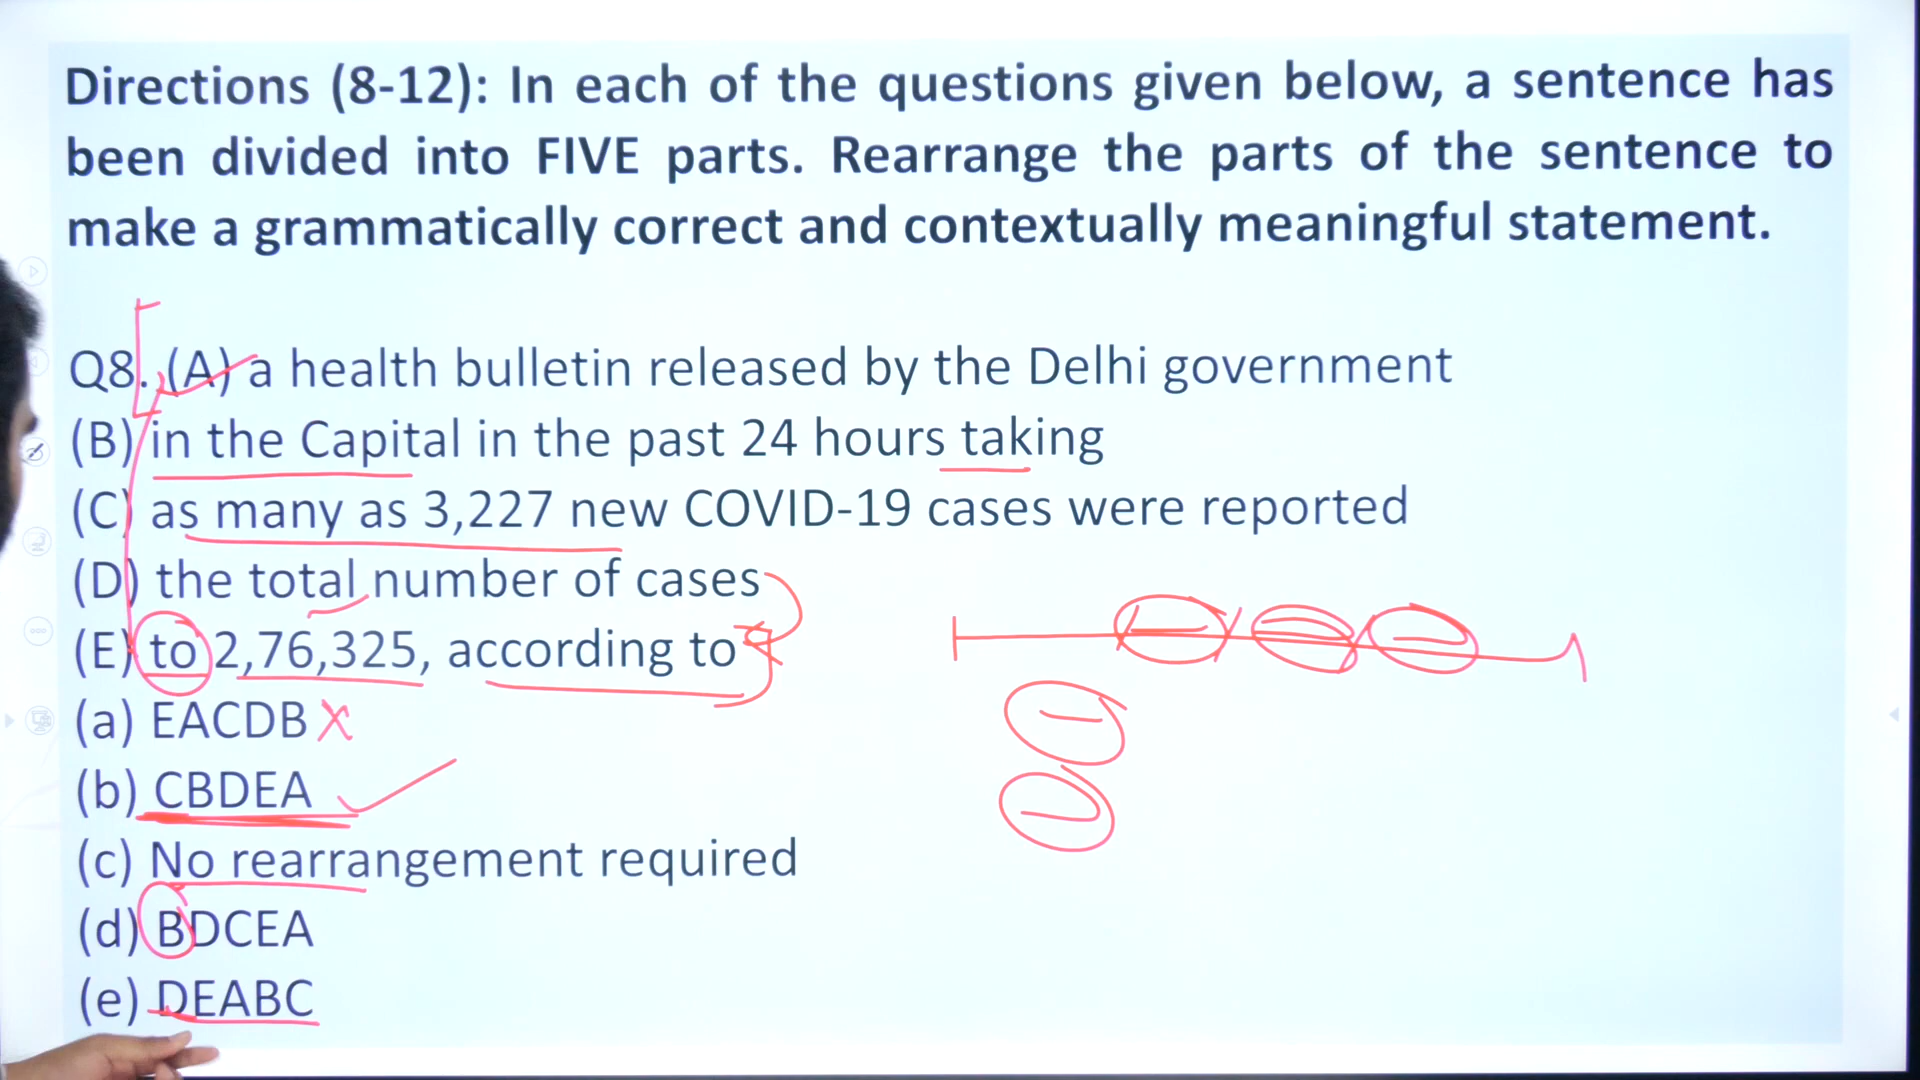 Directions (8-12): In each of the questions given below, a sentence has
been divided into FIVE parts. Rearrange the parts of the sentence to
make a grammatically correct and contextually meaningful statement.
Q8. (A) a health bulletin released by the Delhi government
(B) in the Capital in the past 24 hours taking
(C) as many as 3,227 new COVID-19 cases were reported
(D) the total number of cases
(E) to 2,76,325, according to
(a) EACDB
(b) CBDEA
(c) No rearrangement required
(d) BDCEA
(e) DEABC